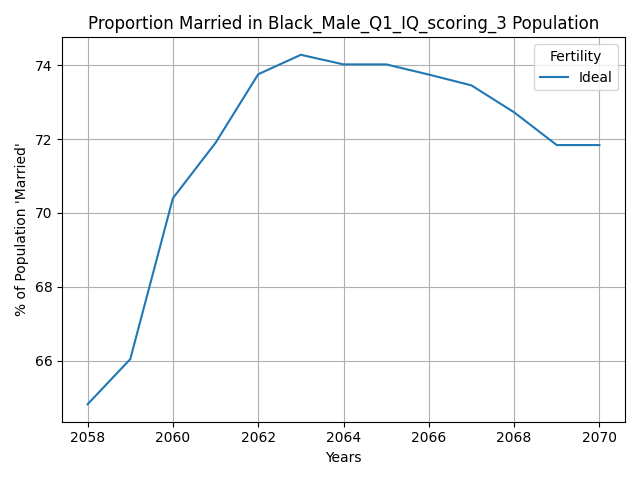 Proportion Married in Black_Male_Q1_IQ_scoring_3 Population
Fertility
Ideal
% of Population 'Married'
74
72
70
68
66
2058 2060 2062 2064 2066 2068 2070
Years